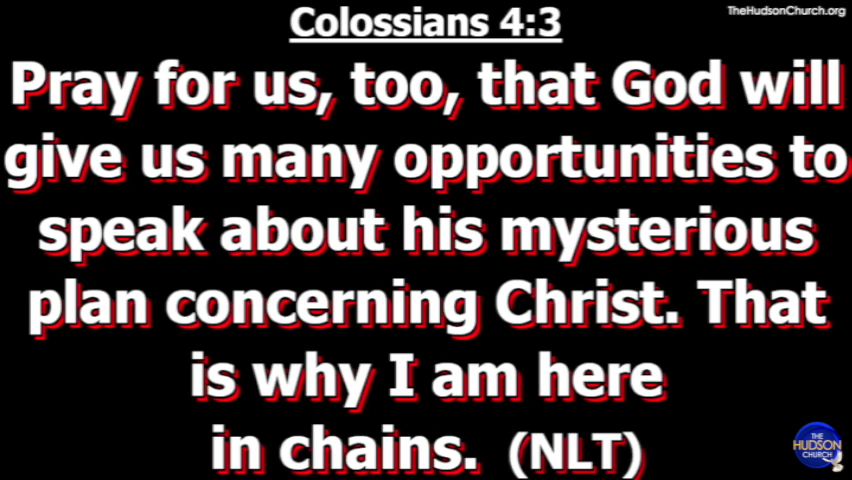 Colossians 4:3
TheHudsonChurch.org
Pray for us, too, that God will
give us many opportunities to
speak about his mysterious
plan concerning Christ. That
is why I am here
in chains. (NLT)
THE
HUDSON
CHURCH